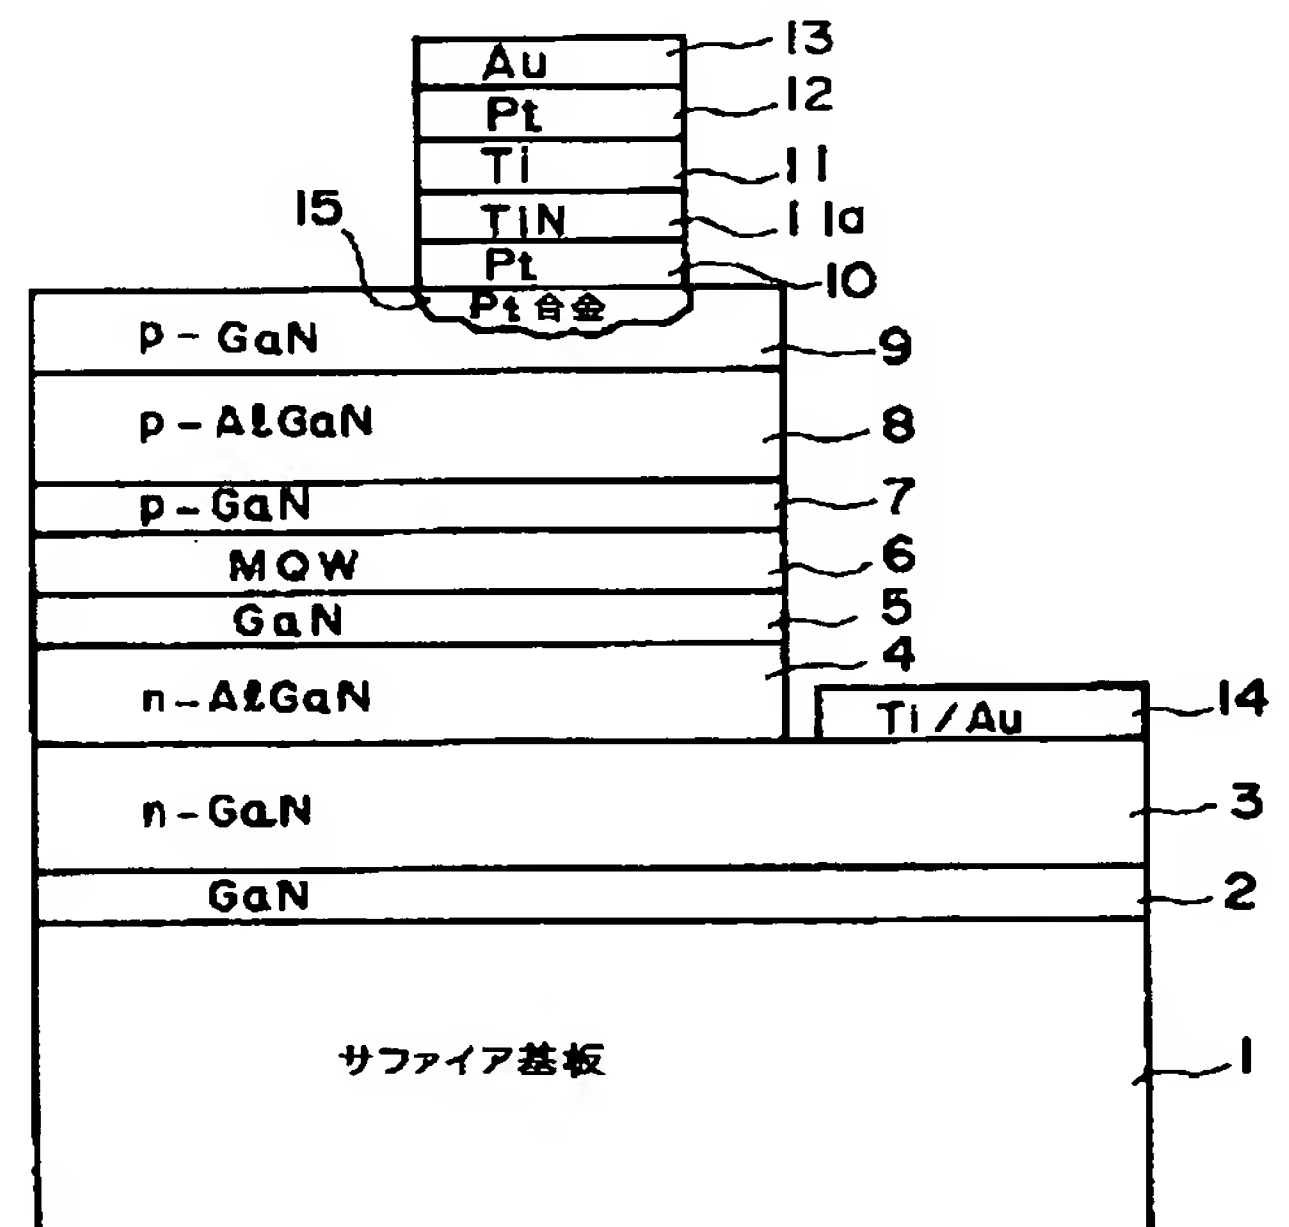 Au 13
Pt 12
Ti 11
TiN 11a
15
Pt 10
Pt合金
p-GaN 9
p-AlGaN 8
p-GaN 7
MQW 6
GaN 5
n-AlGaN 4
Ti/Au 14
n-GaN 3
GaN 2
サファイア基板 1